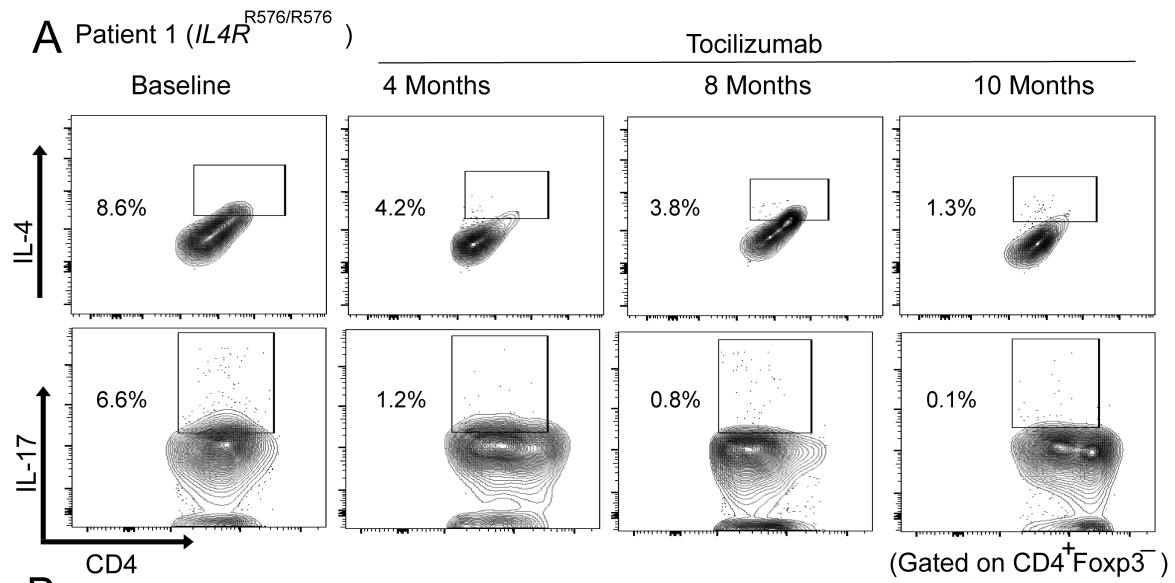 A Patient 1 (IL4R^R576/R576)
Tocilizumab
Baseline 4 Months 8 Months 10 Months
IL-4
8.6% 4.2% 3.8% 1.3%
IL-17
6.6% 1.2% 0.8% 0.1%
CD4
(Gated on CD4⁺Foxp3⁻)